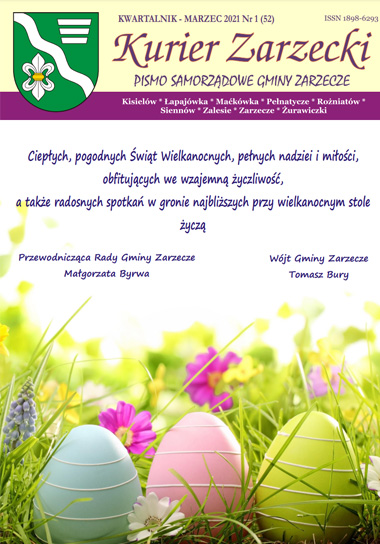 KWARTALNIK - MARZEC 2021 Nr 1 (52)
ISSN 1898-6293
Kurier Zarzecki
PISMO SAMORZĄDOWE GMINY ZARZECZE
Kisielów * Łapajówka * Maćkówka * Pełnatycze * Rożniatów *
Siennów * Zalesie * Zarzecze * Żurawiczki
Ciepłych, pogodnych Świąt Wielkanocnych, pełnych nadziei i miłości,
obfitujących we wzajemną życzliwość,
a także radosnych spotkań w gronie najbliższych przy wielkanocnym stole
życzą
Przewodnicząca Rady Gminy Zarzecze
Małgorzata Byrwa
Wójt Gminy Zarzecze
Tomasz Bury